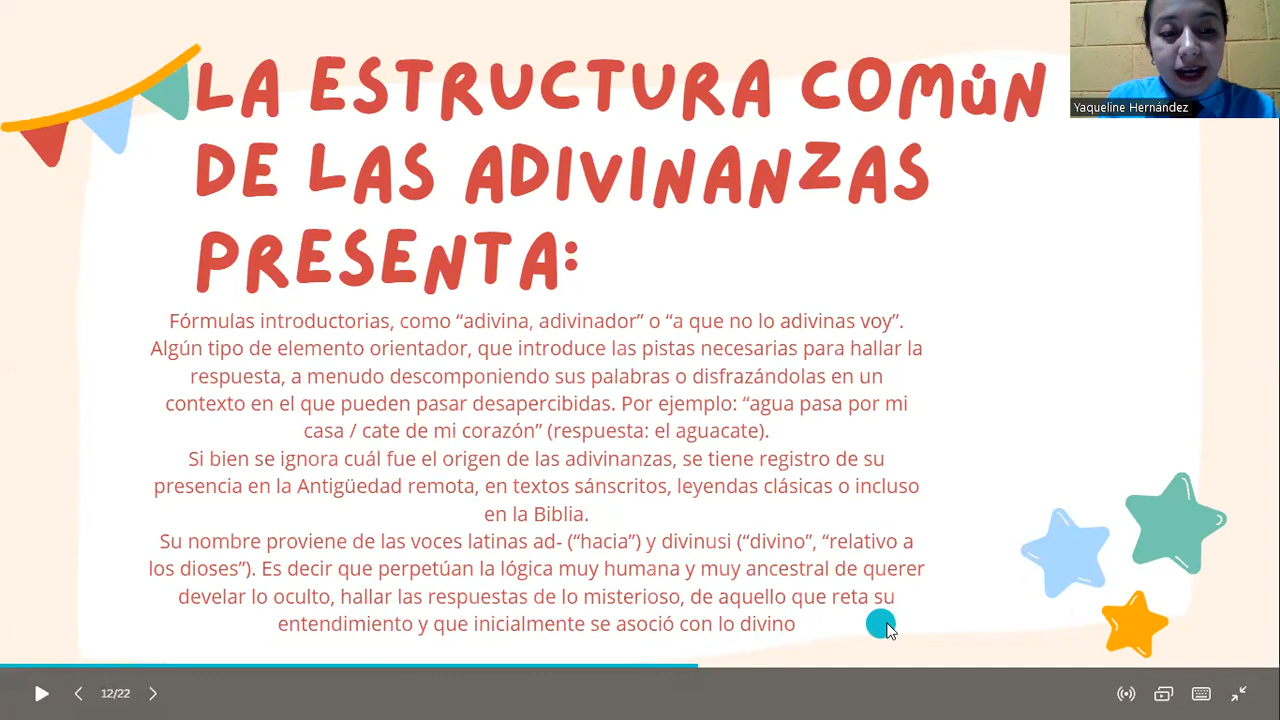 LA ESTRUCTURA COMÚN
DE LAS ADIVINANZAS
PRESENTA:
Yaqueline Hernández
Fórmulas introductorias, como “adivina, adivinador” o “a que no lo adivinas voy”.
Algún tipo de elemento orientador, que introduce las pistas necesarias para hallar la
respuesta, a menudo descomponiendo sus palabras o disfrazándolas en un
contexto en el que pueden pasar desapercibidas. Por ejemplo: “agua pasa por mi
casa / cate de mi corazón” (respuesta: el aguacate).
Si bien se ignora cuál fue el origen de las adivinanzas, se tiene registro de su
presencia en la Antigüedad remota, en textos sánscritos, leyendas clásicas o incluso
en la Biblia.
Su nombre proviene de las voces latinas ad- (“hacia”) y divinusi (“divino”, “relativo a
los dioses”). Es decir que perpetúan la lógica muy humana y muy ancestral de querer
develar lo oculto, hallar las respuestas de lo misterioso, de aquello que reta su
entendimiento y que inicialmente se asoció con lo divino
12/22